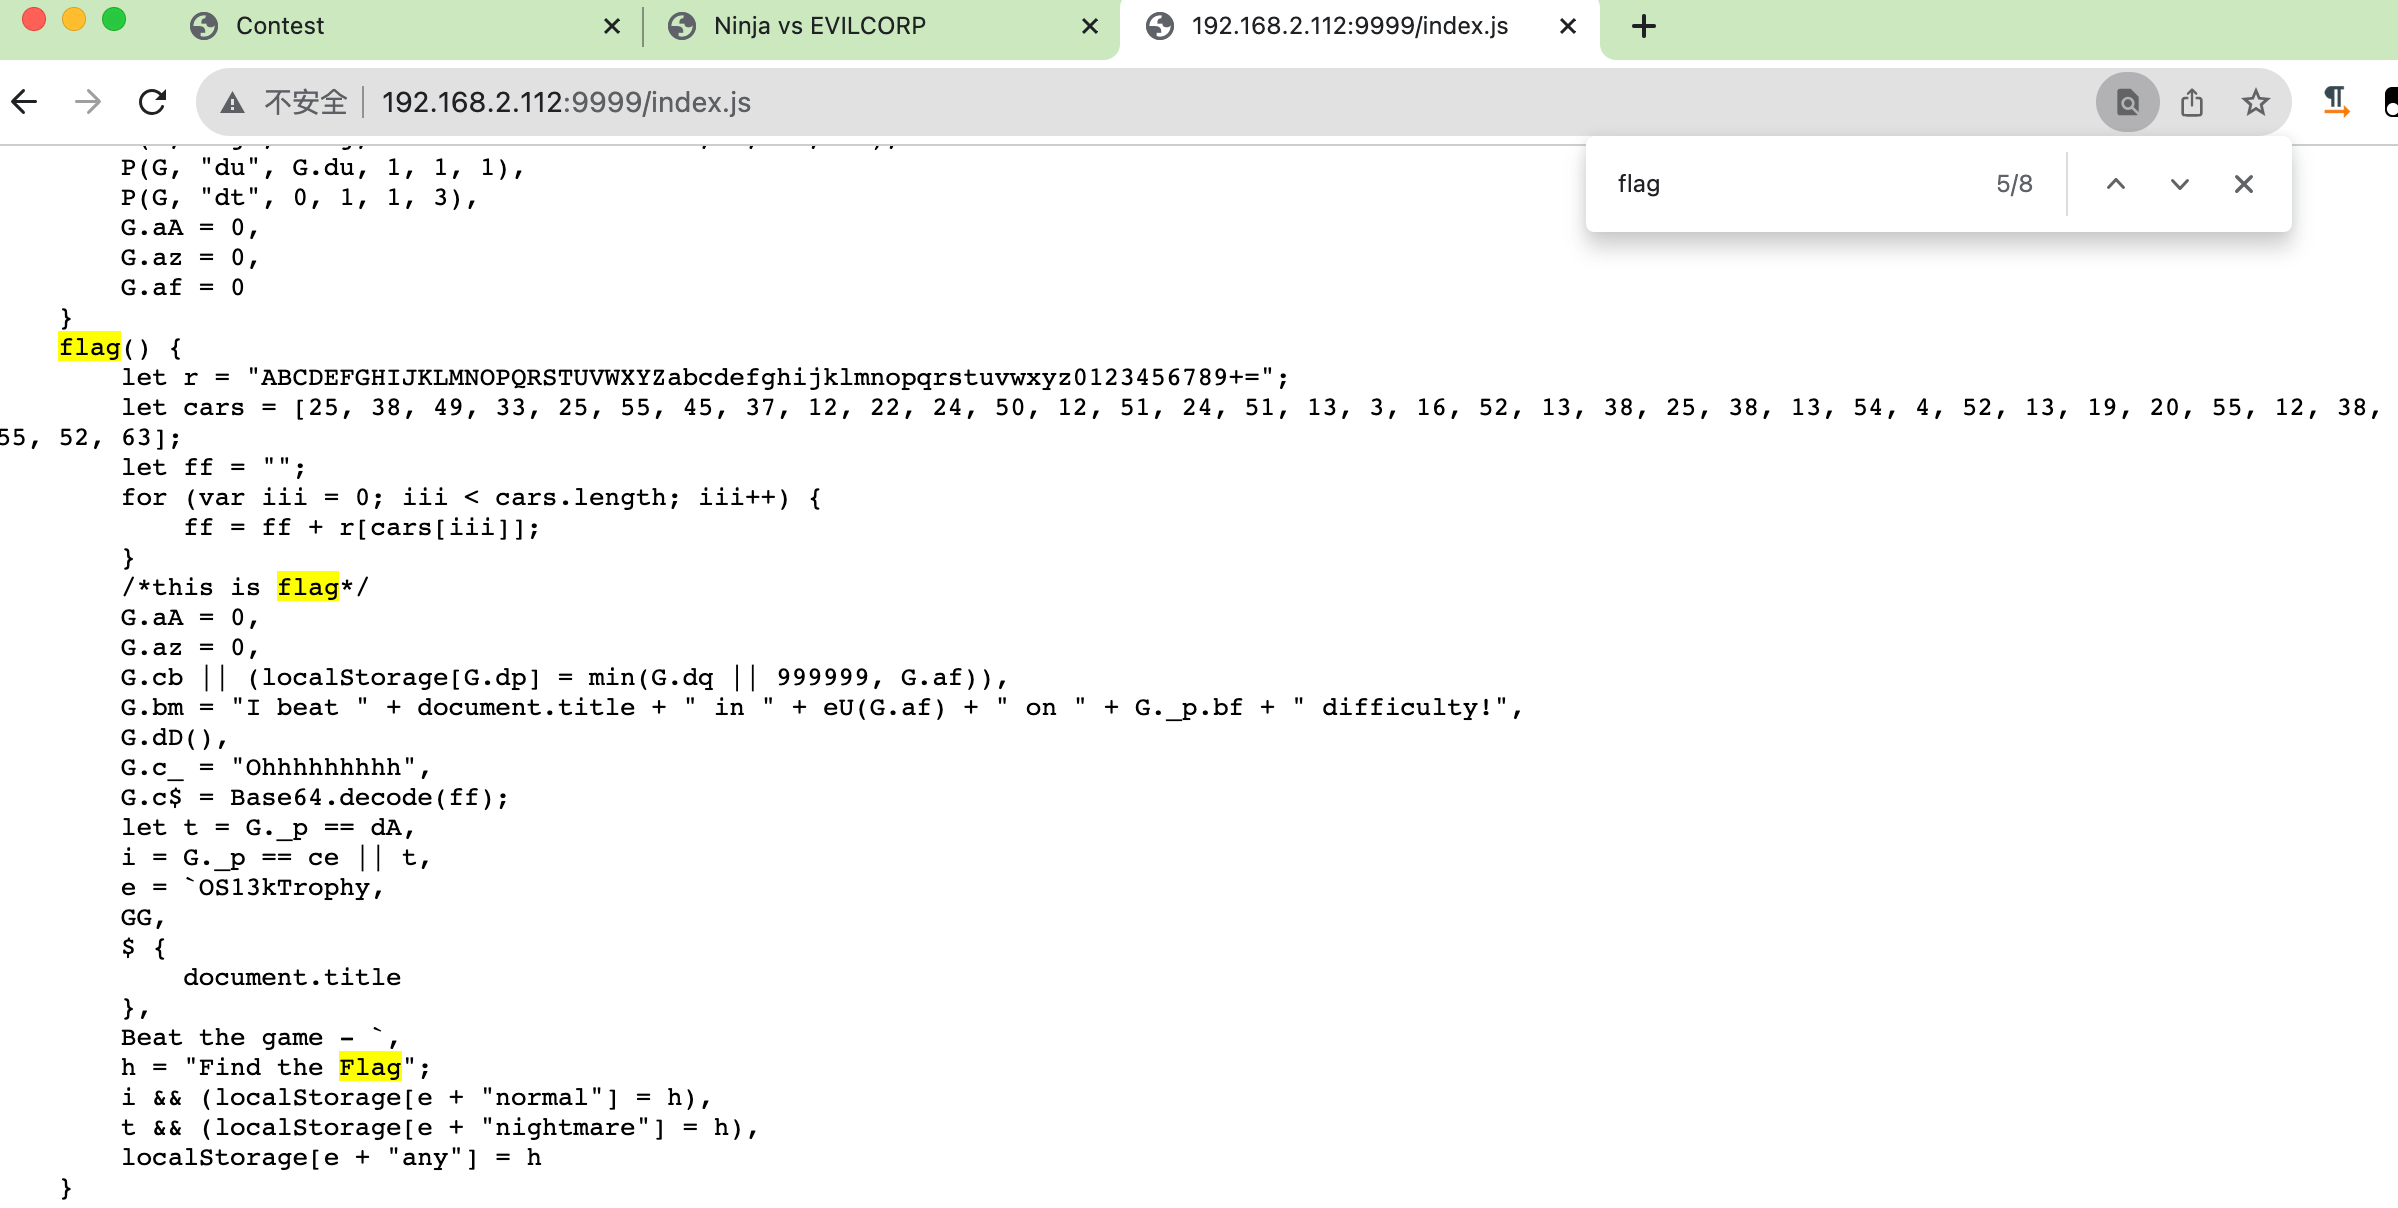 Contest
Ninja vs EVILCORP
192.168.2.112:9999/index.js
不安全
192.168.2.112:9999/index.js
flag
5/8
P(G, "du", G.du, 1, 1, 1),
P(G, "dt", 0, 1, 1, 3),
G.aA = 0,
G.az = 0,
G.af = 0
}
flag() {
let r = "ABCDEFGHIJKLMNOPQRSTUVWXYZabcdefghijklmnopqrstuvwxyz0123456789+=";
let cars = [25, 38, 49, 33, 25, 55, 45, 37, 12, 22, 24, 50, 12, 51, 24, 51, 13, 3, 16, 52, 13, 38, 25, 38, 13, 54, 4, 52, 13, 19, 20, 55, 12, 38,
55, 52, 63];
let ff = "";
for (var iii = 0; iii < cars.length; iii++) {
ff = ff + r[cars[iii]];
}
/*this is flag*/
G.aA = 0,
G.az = 0,
G.cb || (localStorage[G.dp] = min(G.dq || 999999, G.af)),
G.bm = "I beat " + document.title + " in " + eU(G.af) + " on " + G._p.bf + " difficulty!",
G.dD(),
G.c_ = "Ohhhhhhhhh",
G.c$ = Base64.decode(ff);
let t = G._p == dA,
i = G._p == ce || t,
e = `OS13kTrophy,
GG,
$ {
document.title
},
Beat the game - `,
h = "Find the Flag";
i && (localStorage[e + "normal"] = h),
t && (localStorage[e + "nightmare"] = h),
localStorage[e + "any"] = h
}